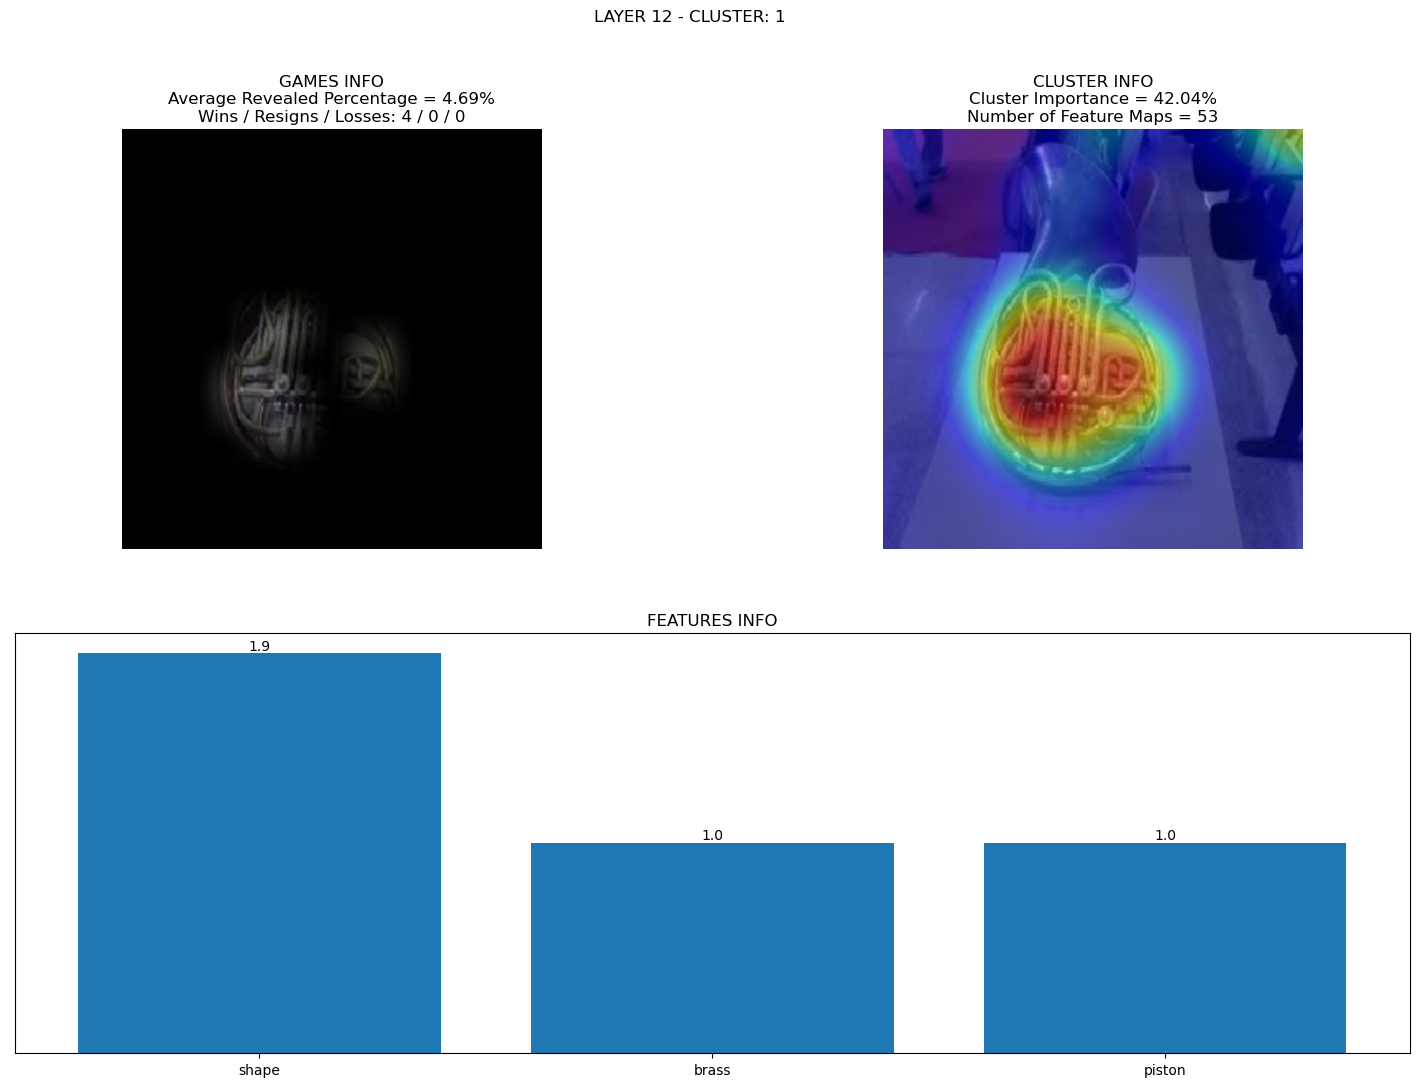 LAYER 12 - CLUSTER: 1
GAMES INFO
Average Revealed Percentage = 4.69%
Wins / Resigns / Losses: 4 / 0 / 0
CLUSTER INFO
Cluster Importance = 42.04%
Number of Feature Maps = 53
FEATURES INFO
1.9
1.0
1.0
shape
brass
piston